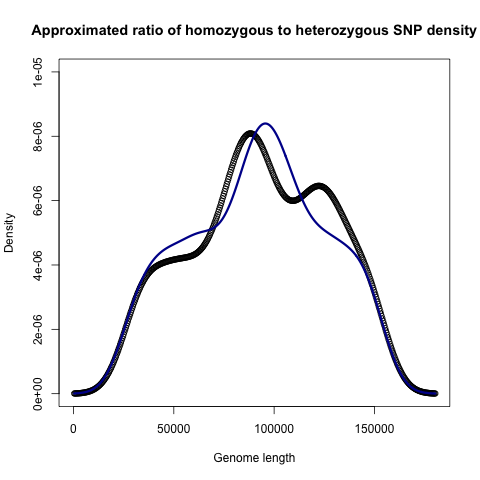 Approximated ratio of homozygous to heterozygous SNP density
1e-05
8e-06
6e-06
4e-06
2e-06
0e+00
Density
0 50000 100000 150000
Genome length